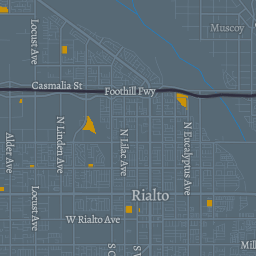 Locust Ave
Muscoy
Casmalia St
Foothill Fwy
N Linden Ave
N Lilac Ave
N Eucalyptus Ave
Alder Ave
Locust Ave
Rialto
W Rialto Ave
S
S
Mill